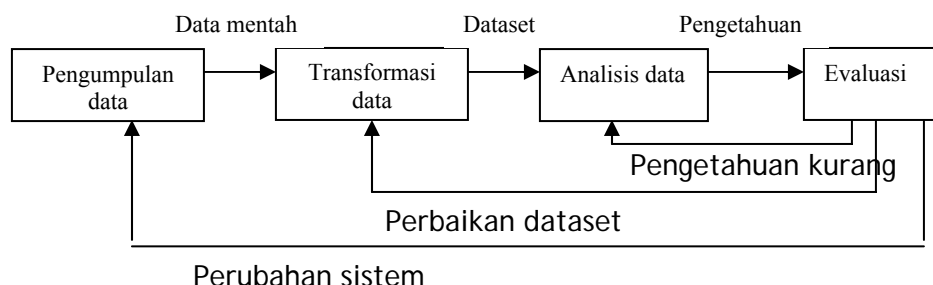 Data mentah
Dataset
Pengetahuan
Pengumpulan
data
Transformasi
data
Analisis data
Evaluasi
Pengetahuan kurang
Perbaikan dataset
Perubahan sistem